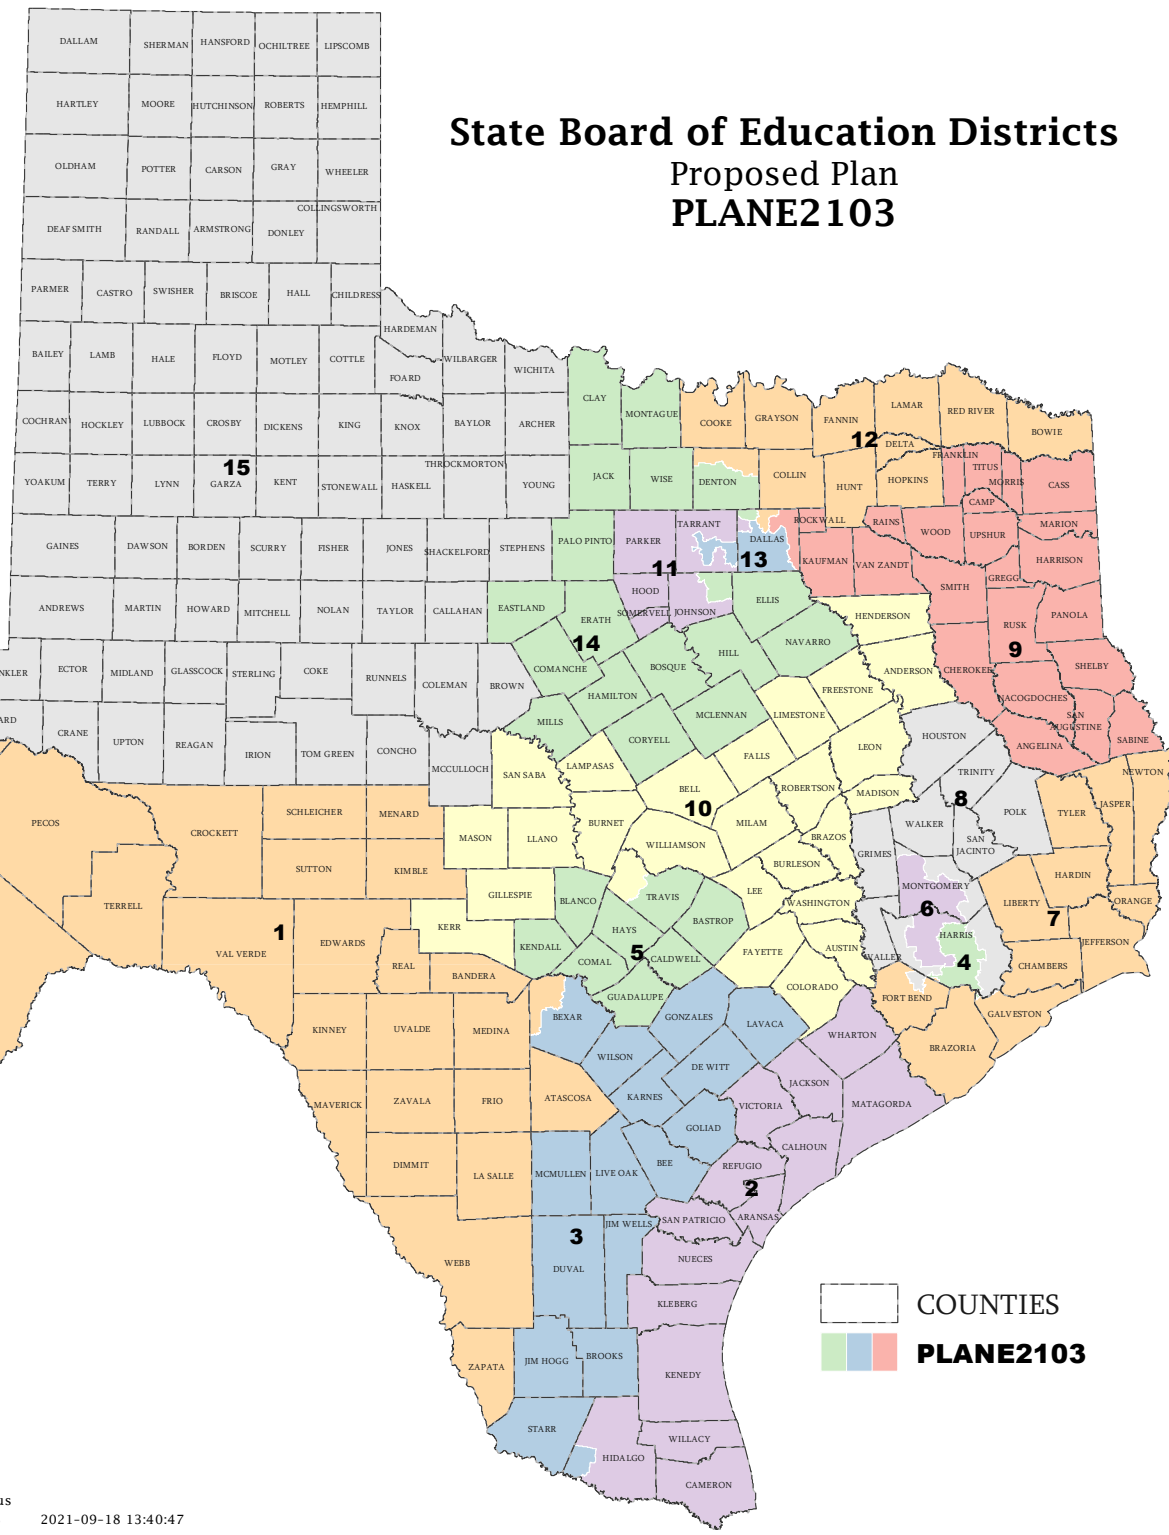 State Board of Education Districts
Proposed Plan
PLANE2103
DALLAM
SHERMAN
HANSFORD
OCHILTREE
LIPSCOMB
HARTLEY
MOORE
HUTCHINSON
ROBERTS
HEMPHILL
OLDHAM
POTTER
CARSON
GRAY
WHEELER
COLLINGSWORTH
DEAF SMITH
RANDALL
ARMSTRONG
DONLEY
PARMER
CASTRO
SWISHER
BRISCOE
HALL
CHILDRESS
HARDEMAN
BAILEY
LAMB
HALE
FLOYD
MOTLEY
COTTLE
FOARD
WILBARGER
WICHITA
CLAY
MONTAGUE
COOKE
GRAYSON
FANNIN
LAMAR
RED RIVER
BOWIE
12
DELTA
COCHRAN
HOCKLEY
LUBBOCK
CROSBY
DICKENS
KING
KNOX
BAYLOR
ARCHER
15
THROCKMORTON
YOAKUM
TERRY
LYNN
GARZA
KENT
STONEWALL
HASKELL
YOUNG
JACK
WISE
DENTON
COLLIN
HUNT
HOPKINS
FRANKLIN
TITUS
MORRIS
CASS
CAMP
GAINES
DAWSON
BORDEN
SCURRY
FISHER
JONES
SHACKELFORD
STEPHENS
PALO PINTO
PARKER
TARRANT
DALLAS
ROCKWALL
RAINS
WOOD
UPSHUR
MARION
11
13
KAUFMAN
VAN ZANDT
HARRISON
GREGG
SMITH
ANDREWS
MARTIN
HOWARD
MITCHELL
NOLAN
TAYLOR
CALLAHAN
EASTLAND
ERATH
HOOD
SOMERVELL
JOHNSON
ELLIS
HENDERSON
RUSK
PANOLA
14
9
NKLER
ECTOR
MIDLAND
GLASSCOCK
STERLING
COKE
RUNNELS
COLEMAN
BROWN
COMANCHE
BOSQUE
HILL
NAVARRO
ANDERSON
CHEROKEE
SHELBY
HAMILTON
FREESTONE
NACOGDOCHES
ARD
CRANE
UPTON
REAGAN
IRION
TOM GREEN
CONCHO
MCCULLOCH
MILLS
CORYELL
MCLENNAN
LIMESTONE
LEON
HOUSTON
ANGELINA
SAN
AUGUSTINE
SABINE
SAN SABA
LAMPASAS
FALLS
BELL
ROBERTSON
MADISON
TRINITY
NEWTON
10
8
PECOS
CROCKETT
SCHLEICHER
MENARD
MASON
LLANO
BURNET
MILAM
BRAZOS
WALKER
POLK
TYLER
JASPER
WILLIAMSON
GRIMES
SAN
JACINTO
SUTTON
KIMBLE
BURLESON
HARDIN
TERRELL
GILLESPIE
BLANCO
TRAVIS
LEE
WASHINGTON
MONTGOMERY
6
LIBERTY
7
ORANGE
1
VAL VERDE
EDWARDS
KERR
KENDALL
HAYS
BASTROP
5
CALDWELL
FAYETTE
AUSTIN
WALLER
HARRIS
4
JEFFERSON
CHAMBERS
REAL
BANDERA
COMAL
GUADALUPE
COLORADO
FORT BEND
GALVESTON
KINNEY
UVALDE
MEDINA
BEXAR
GONZALES
LAVACA
WHARTON
BRAZORIA
WILSON
DE WITT
MAVERICK
ZAVALA
FRIO
ATASCOSA
KARNES
JACKSON
VICTORIA
MATAGORDA
GOLIAD
CALHOUN
DIMMIT
LA SALLE
MCMULLEN
LIVE OAK
BEE
REFUGIO
2
ARANSAS
SAN PATRICIO
3
JIM WELLS
WEBB
DUVAL
NUECES
KLEBERG
ZAPATA
JIM HOGG
BROOKS
KENEDY
STARR
HIDALGO
WILLACY
CAMERON
COUNTIES
PLANE2103
us
2021-09-18 13:40:47